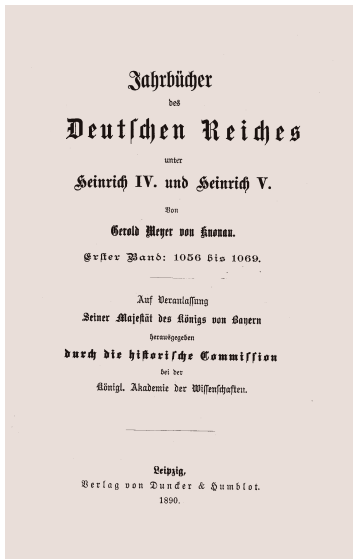 Jahrbücher
des
Deutschen Reiches
unter
Heinrich IV. und Heinrich V.
Von
Gerold Meyer von Knonau.
Erster Band: 1056 bis 1069.
Auf Veranlassung
Seiner Majestät des Königs von Bayern
herausgegeben
durch die historische Commission
bei der
Königl. Akademie der Wissenschaften.
Leipzig,
Verlag von Duncker & Humblot.
1890.